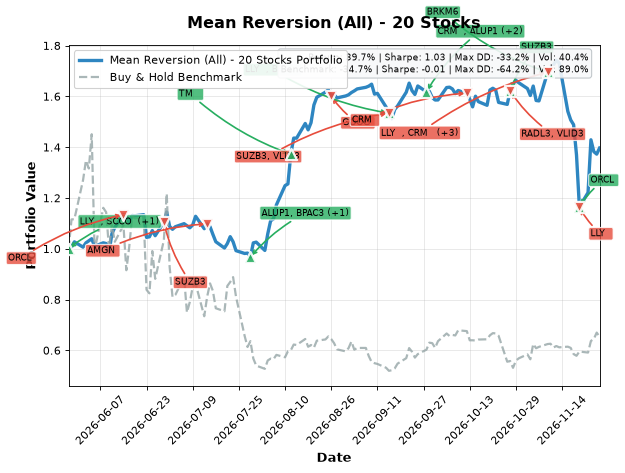 BRKM6
Mean Reversion (All) - 20 Stocks
CRM , ALUP1 (+2)
SUZB3
Mean Reversion (All) - 20 Stocks Portfolio
Buy & Hold Benchmark
39.7% | Sharpe: 1.03 | Max DD: -33.2% | Vol: 40.4%
4.7% | Sharpe: -0.01 | Max DD: -64.2% | Vol: 89.0%
TM
CRM
LLY , CRM (+3)
RADL3, VLID3
SUZB3, VLID3
ORCL
ALUP1, BPAC3 (+1)
LLY , SCCO (+1)
LLY
AMGN
ORCL
SUZB3
Portfolio Value
1.8
1.6
1.4
1.2
1.0
0.8
0.6
2026-06-07
2026-06-23
2026-07-09
2026-07-25
2026-08-10
2026-08-26
2026-09-11
2026-09-27
2026-10-13
2026-10-29
2026-11-14
Date